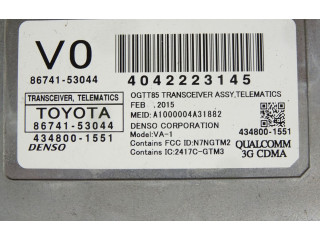 V0
86741-53044
4042223145
TRANSCEIVER, TELEMATICS
TOYOTA
86741-53044
434800-1551
DENSO
OGTT85 TRANSCEIVER ASSY,TELEMATICS
FEB .2015
MEID:A1000004A31882
DENSO CORPORATION
Model:VA-1
Contains FCC ID:N7NGTM2
Contains IC:2417C-GTM3
434800-1551
QUALCOMM
3G CDMA